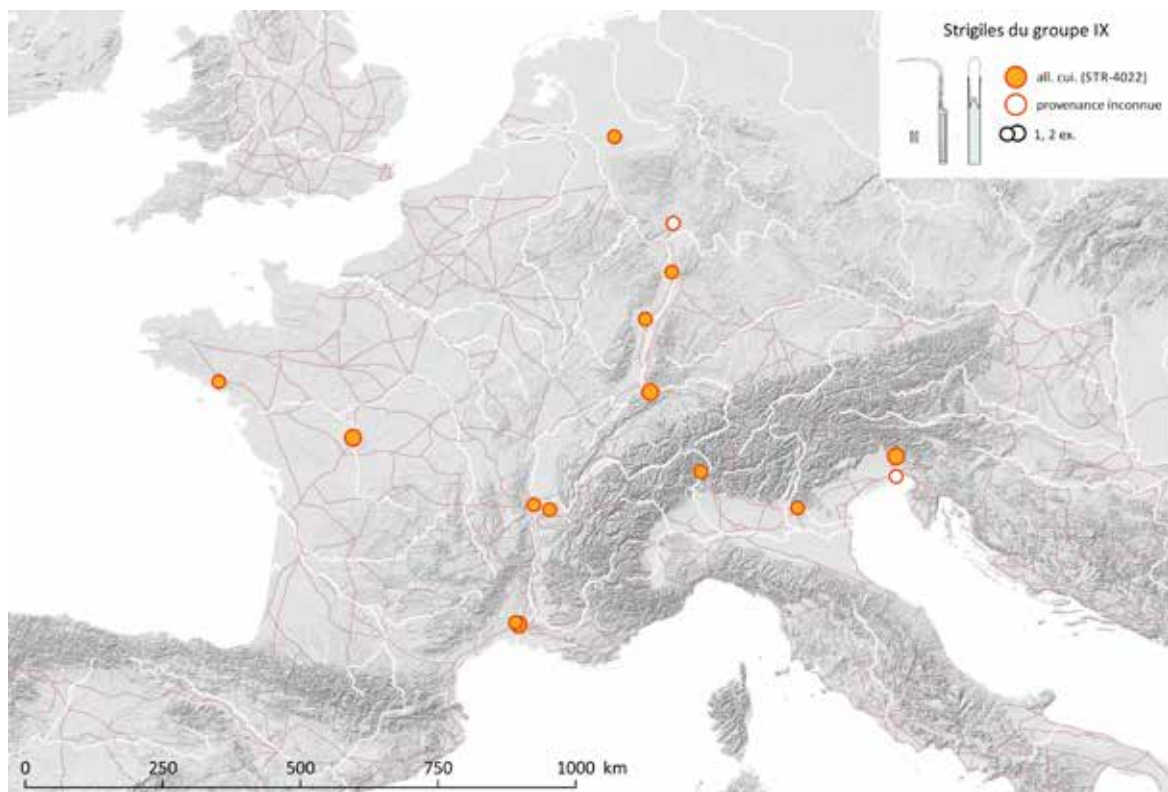 Strigiles du groupe IX
all. cui. (STR-4022)
provenance inconnue
1, 2 ex.
0 250 500 750 1000 km